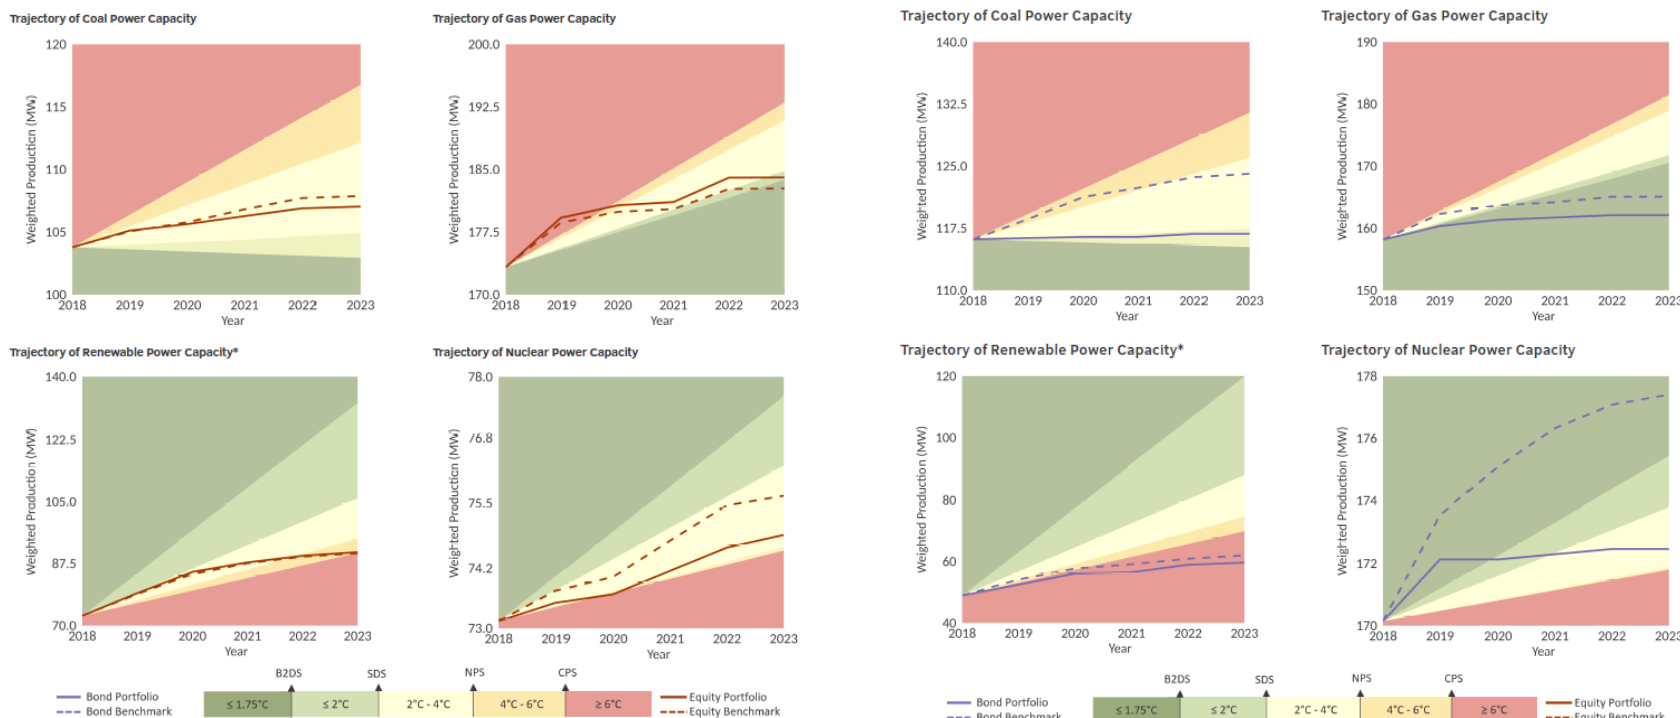 Trajectory of Coal Power Capacity
Weighted Production (MW)
120
115
110
105
100
2018 2019 2020 2021 2022 2023
Year
Trajectory of Gas Power Capacity
Weighted Production (MW)
200.0
192.5
185.0
177.5
170.0
2018 2019 2020 2021 2022 2023
Year
Trajectory of Coal Power Capacity
Weighted Production (MW)
140.0
132.5
125.0
117.5
110.0
2018 2019 2020 2021 2022 2023
Year
Trajectory of Gas Power Capacity
Weighted Production (MW)
190
180
170
160
150
2018 2019 2020 2021 2022 2023
Year
Trajectory of Renewable Power Capacity*
Weighted Production (MW)
140.0
122.5
105.0
87.5
70.0
2018 2019 2020 2021 2022 2023
Year
Trajectory of Nuclear Power Capacity
Weighted Production (MW)
78.0
76.8
75.5
74.2
73.0
2018 2019 2020 2021 2022 2023
Year
Trajectory of Renewable Power Capacity*
Weighted Production (MW)
120
100
80
60
40
2018 2019 2020 2021 2022 2023
Year
Trajectory of Nuclear Power Capacity
Weighted Production (MW)
178
176
174
172
170
2018 2019 2020 2021 2022 2023
Year
B2DS SDS NPS CPS
Bond Portfolio
Bond Benchmark
≤ 1.75°C ≤ 2°C 2°C - 4°C 4°C - 6°C ≥ 6°C
Equity Portfolio
Equity Benchmark
B2DS SDS NPS CPS
Bond Portfolio
Bond Benchmark
≤ 1.75°C ≤ 2°C 2°C - 4°C 4°C - 6°C ≥ 6°C
Equity Portfolio
Equity Benchmark